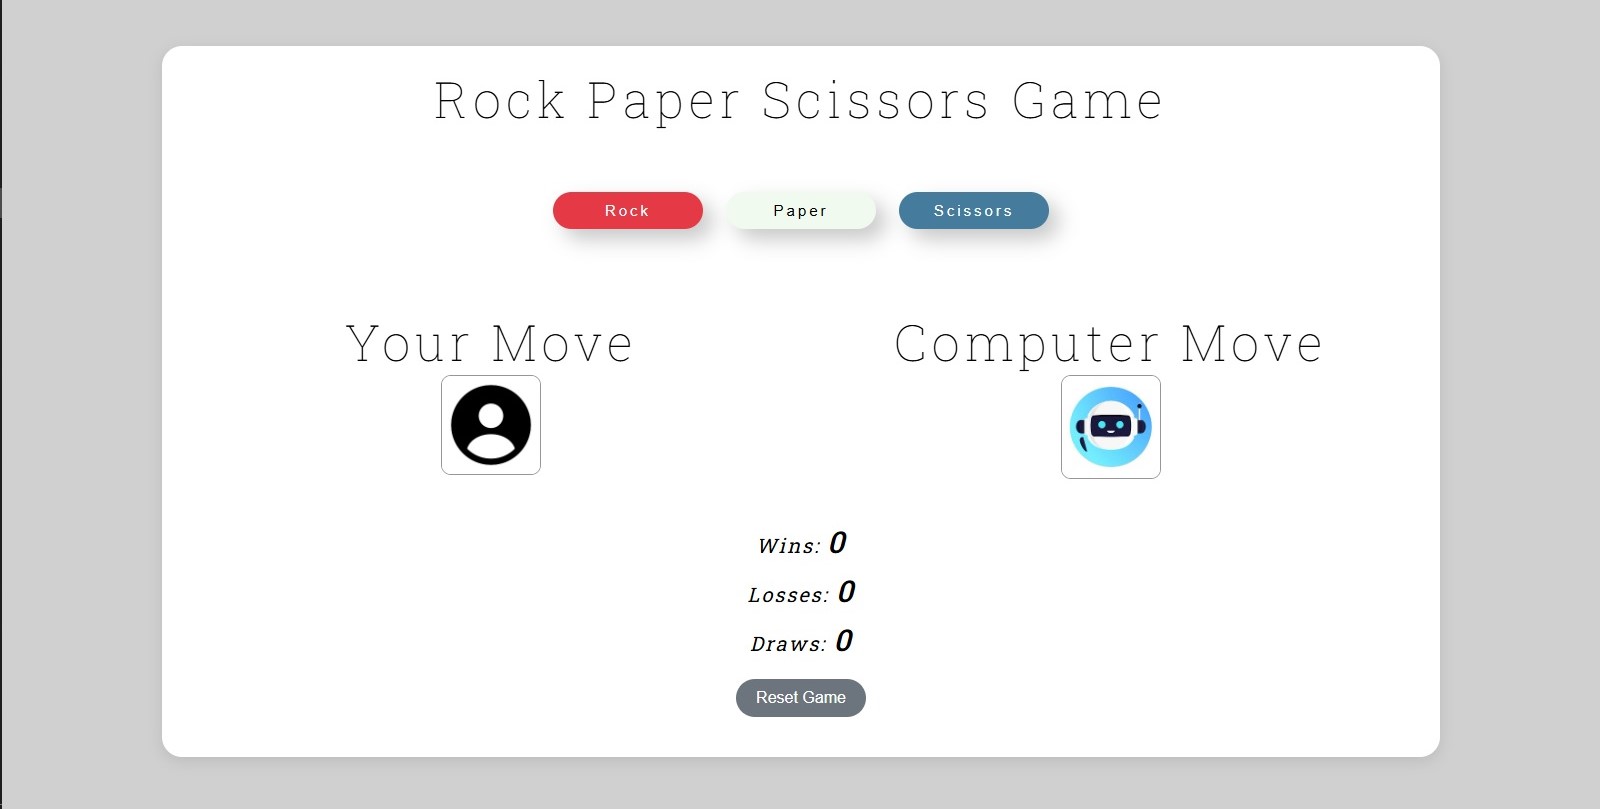 Rock Paper Scissors Game
Rock Paper Scissors
Your Move Computer Move
Wins: 0
Losses: 0
Draws: 0
Reset Game